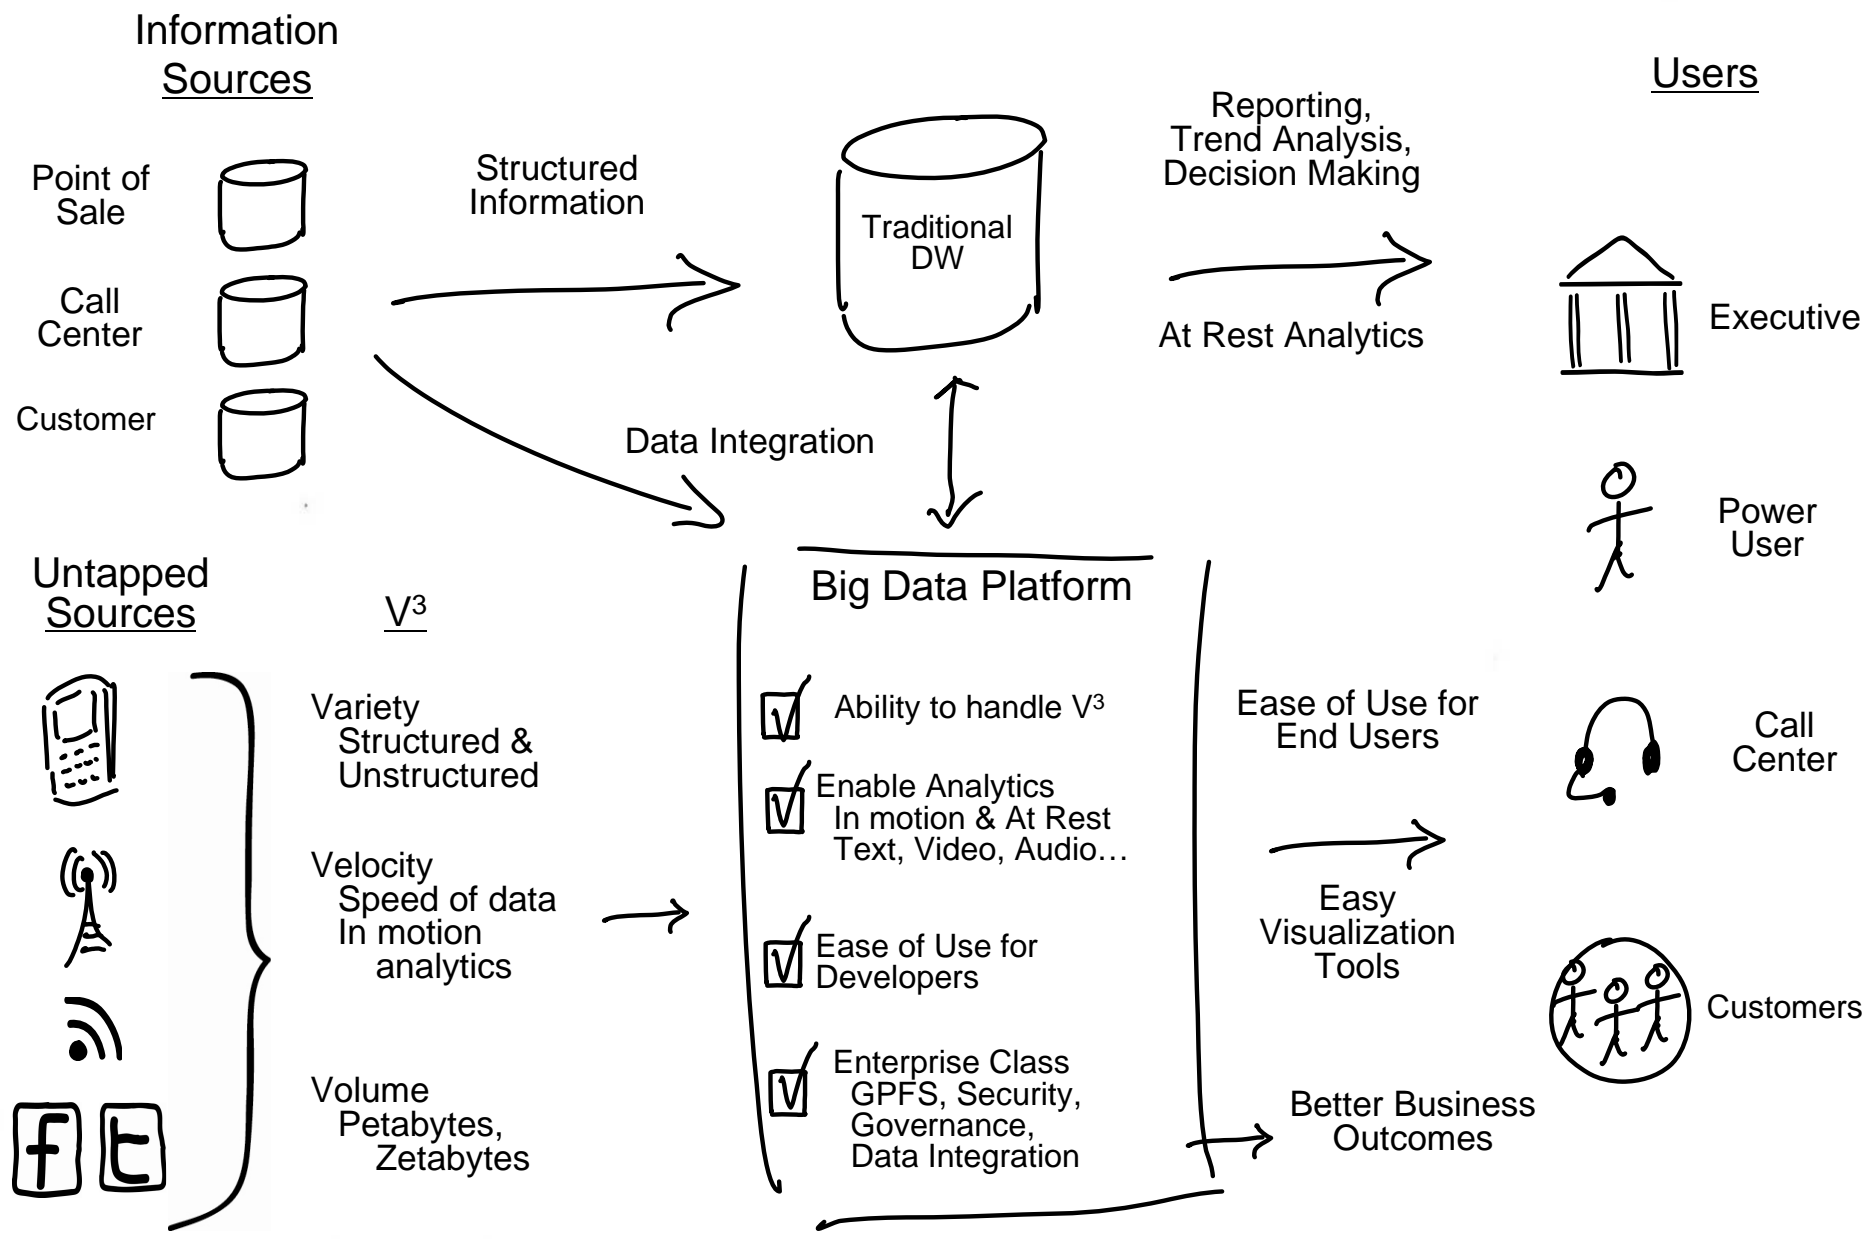 Information
Sources
Point of
Sale
Call
Center
Customer
Structured
Information
Data Integration
Traditional
DW
Reporting,
Trend Analysis,
Decision Making
At Rest Analytics
Users
Executive
Power
User
Call
Center
Customers
Untapped
Sources
f t
V³
Variety
Structured &
Unstructured
Velocity
Speed of data
In motion
analytics
Volume
Petabytes,
Zetabytes
Big Data Platform
Ability to handle V³
Enable Analytics
In motion & At Rest
Text, Video, Audio…
Ease of Use for
Developers
Enterprise Class
GPFS, Security,
Governance,
Data Integration
Ease of Use for
End Users
Easy
Visualization
Tools
Better Business
Outcomes